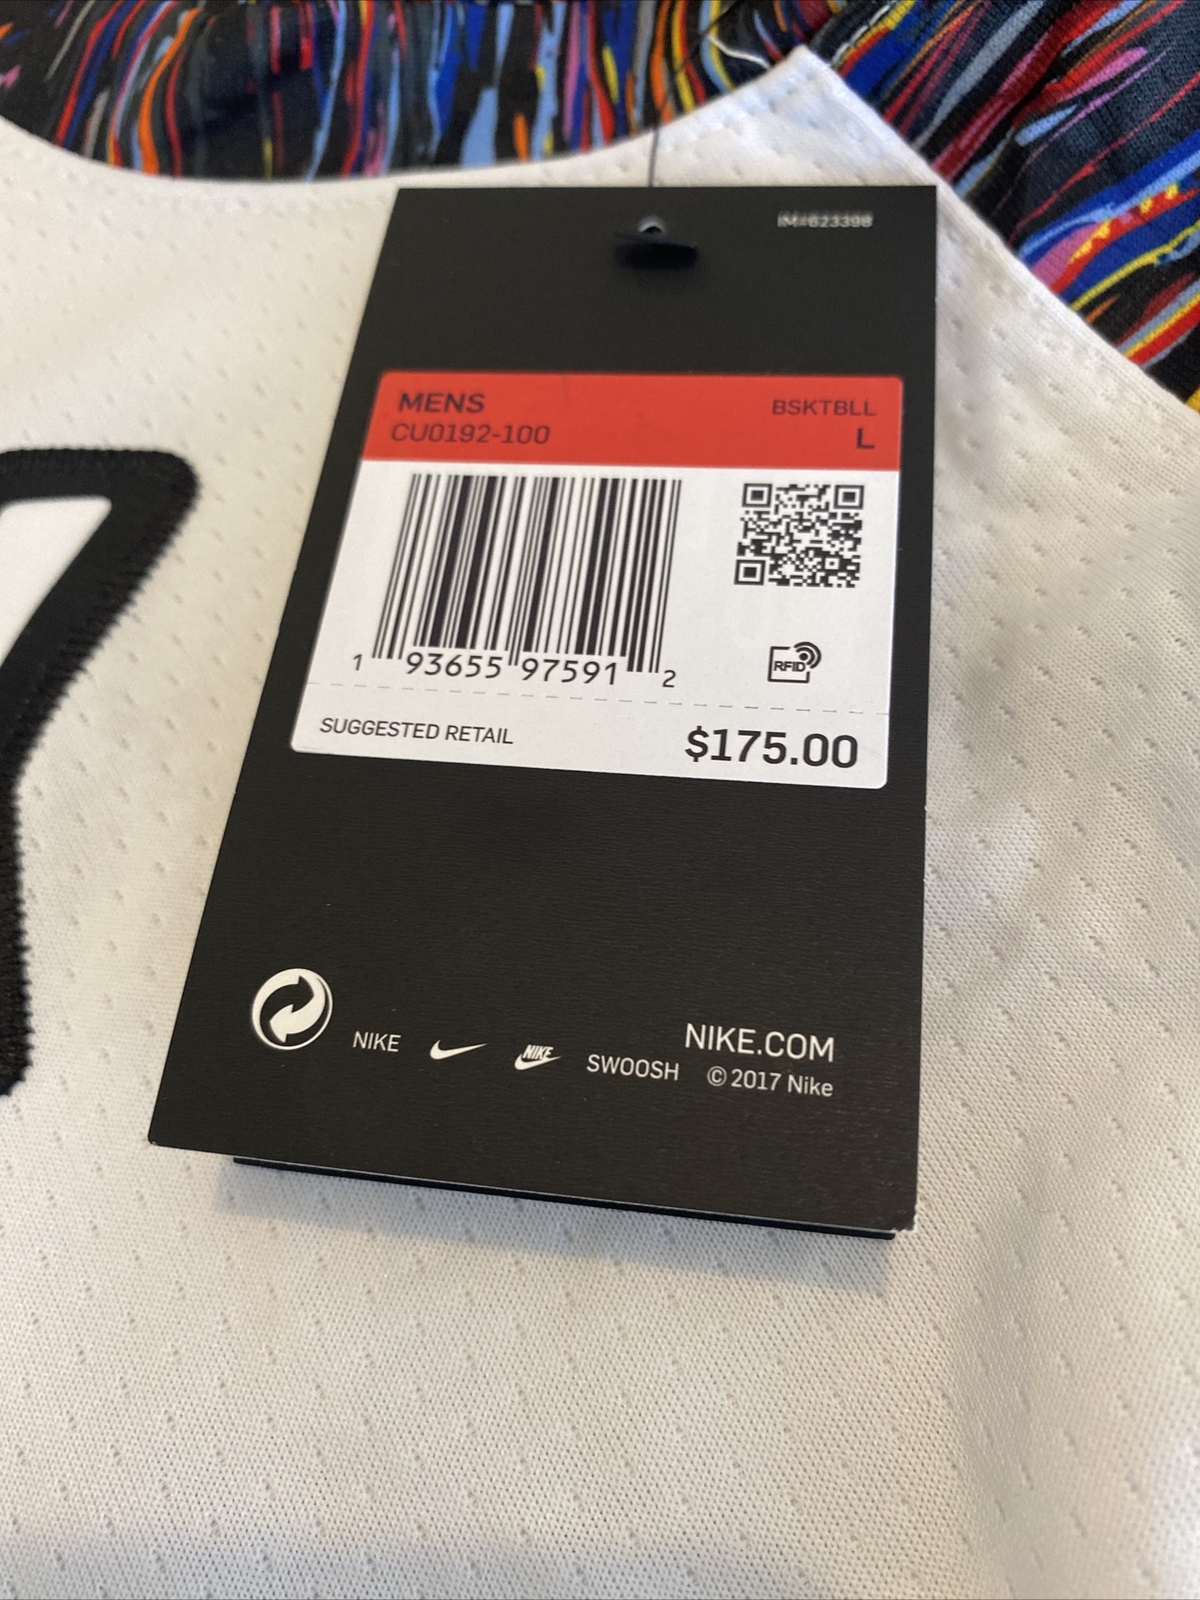 IM#623398
MENS
BSKTBLL
CU0192-100
L
1 93655 97591 2
RFID
SUGGESTED RETAIL
$175.00
NIKE
NIKE
SWOOSH
NIKE.COM
© 2017 Nike